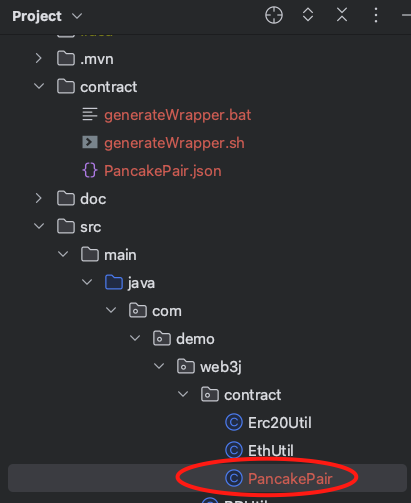 Project
.mvn
contract
generateWrapper.bat
generateWrapper.sh
PancakePair.json
doc
src
main
java
com
demo
web3j
contract
Erc20Util
EthUtil
PancakePair